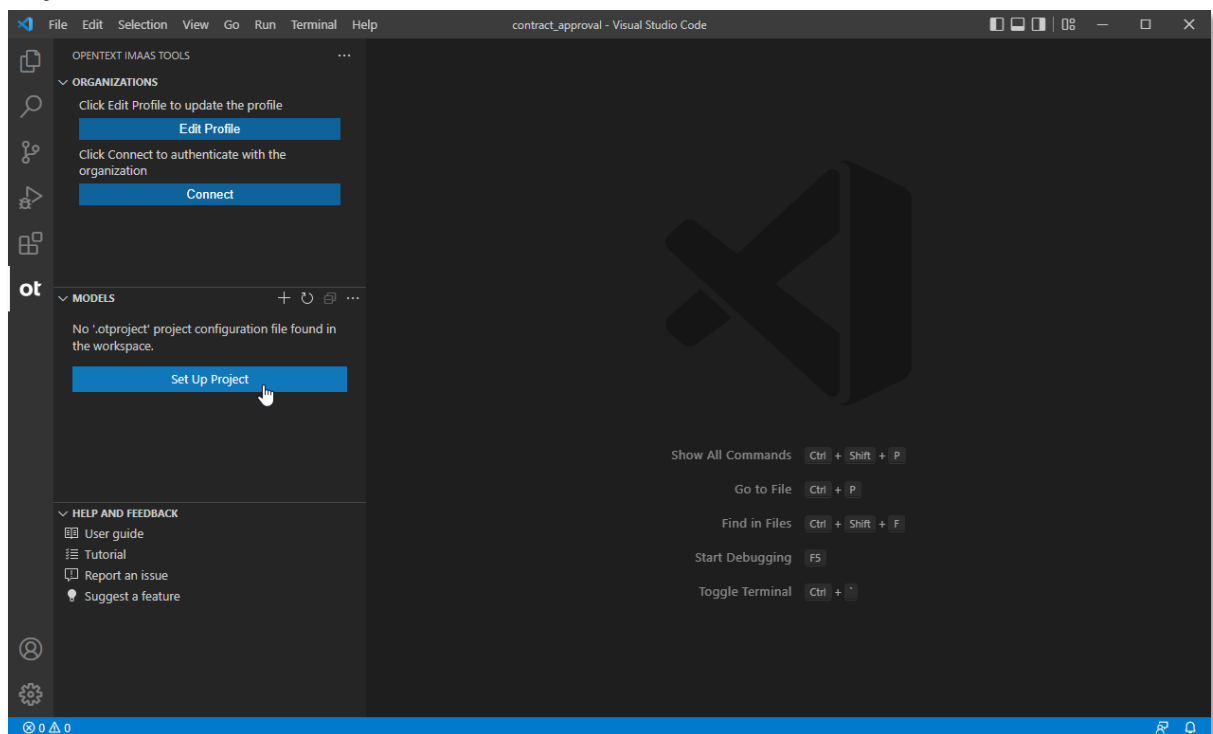 File Edit Selection View Go Run Terminal Help
contract_approval - Visual Studio Code
OPENTEXT IMAAS TOOLS
ORGANIZATIONS
Click Edit Profile to update the profile
Edit Profile
Click Connect to authenticate with the
organization
Connect
ot
MODELS
No '.otproject' project configuration file found in
the workspace.
Set Up Project
Show All Commands Ctrl + Shift + P
Go to File Ctrl + P
Find in Files Ctrl + Shift + F
Start Debugging F5
Toggle Terminal Ctrl + `
HELP AND FEEDBACK
User guide
Tutorial
Report an issue
Suggest a feature
0 0